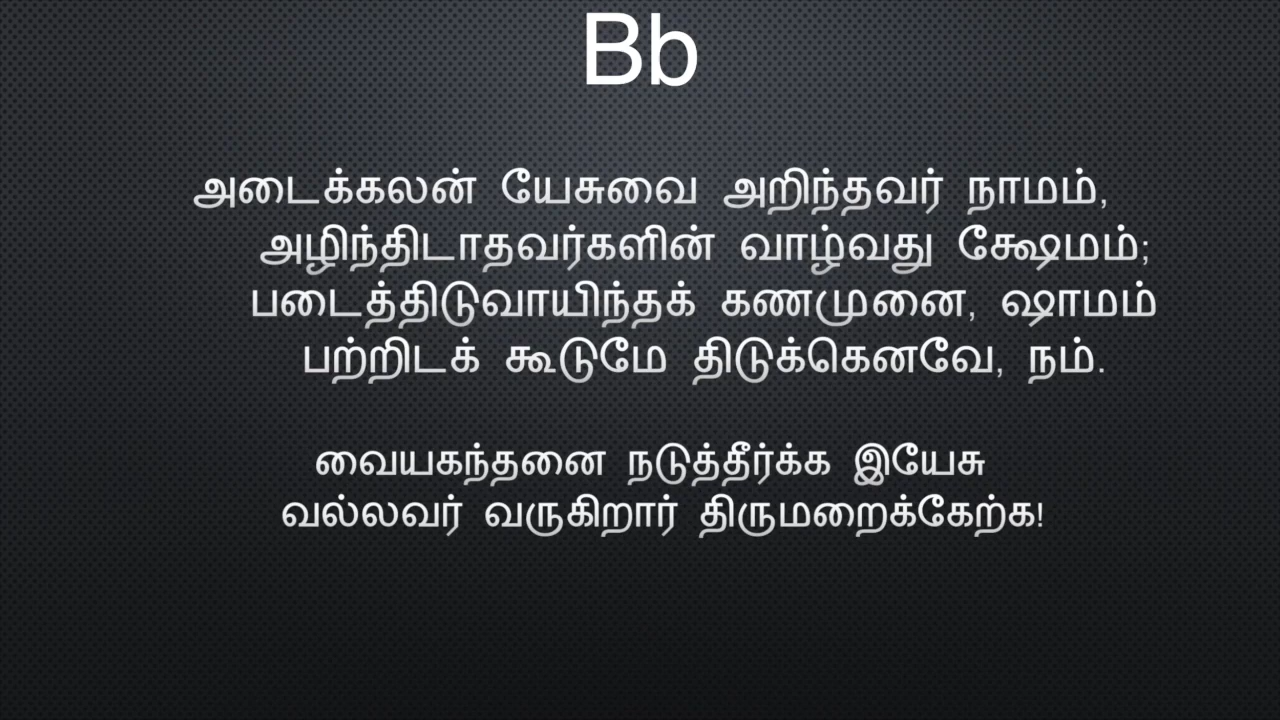 Bb
அடைக்கலன் யேசுவை அறிந்தவர் நாமம்,
அழிந்திடாதவர்களின் வாழ்வது க்ஷேமம்;
படைத்திடுவாயிந்தக் கணமுனை, ஷாமம்
பற்றிடக் கூடுமே திடுக்கெனவே, நம்.
வையகந்தனை நடுத்தீர்க்க இயேசு
வல்லவர் வருகிறார் திருமறைக்கேற்க!